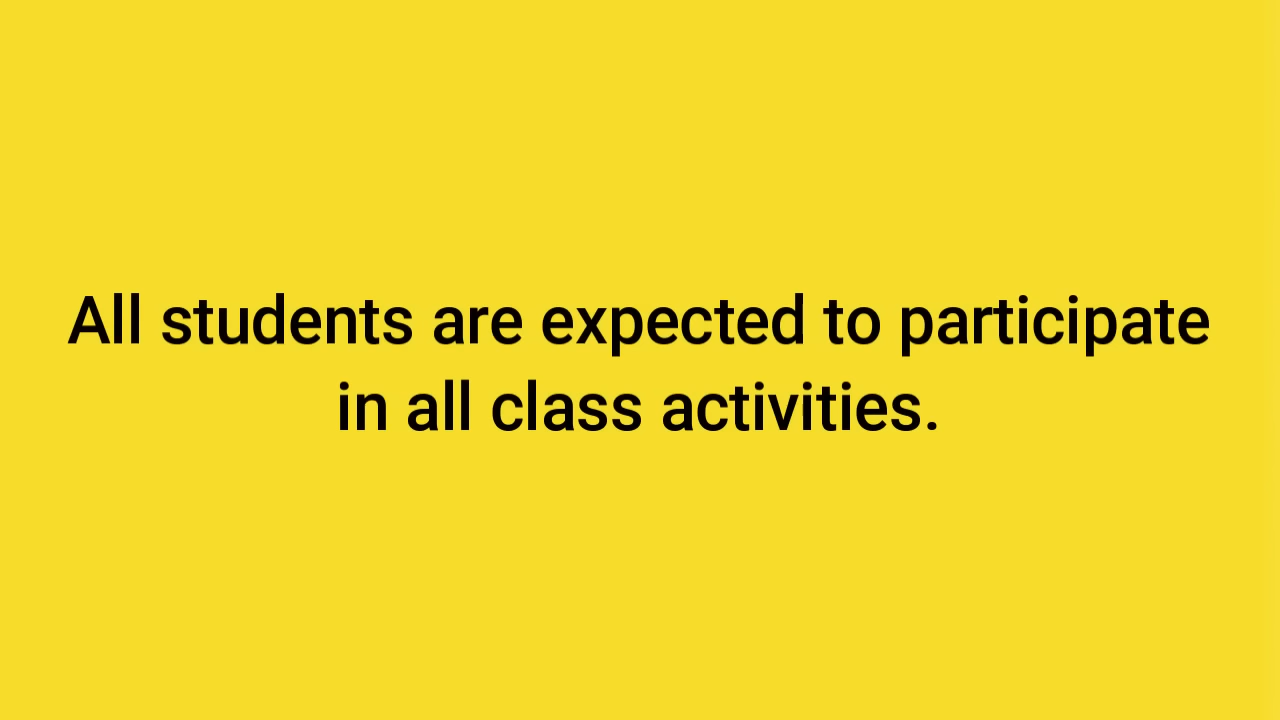 All students are expected to participate
in all class activities.